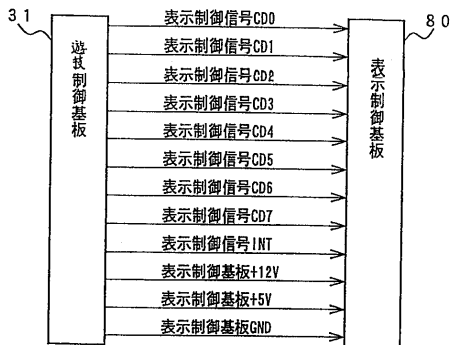 31
遊技制御基板
80
表示制御基板
表示制御信号CD0
表示制御信号CD1
表示制御信号CD2
表示制御信号CD3
表示制御信号CD4
表示制御信号CD5
表示制御信号CD6
表示制御信号CD7
表示制御信号INT
表示制御基板+12V
表示制御基板+5V
表示制御基板GND